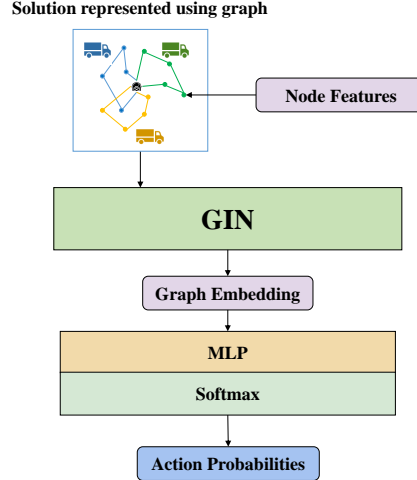 Solution represented using graph
Node Features
GIN
Graph Embedding
MLP
Softmax
Action Probabilities